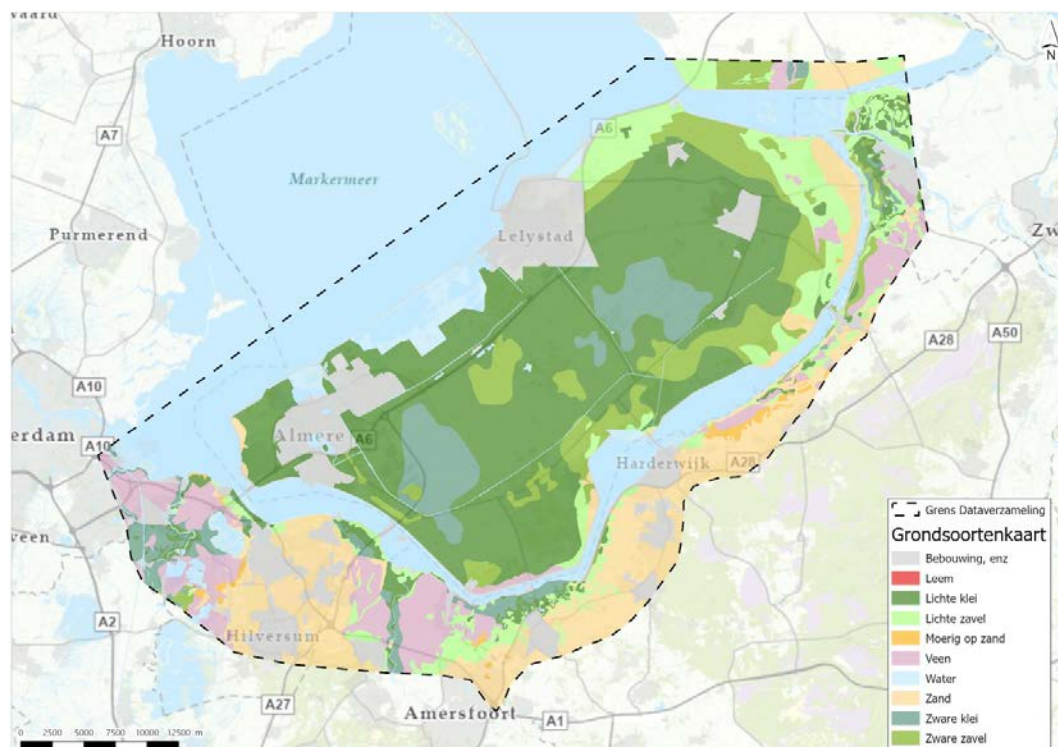 vaard
Hoorn
N
A7
A6
Markermeer
Purmerend
Lelystad
Zw
A50
A28
A10
erdam
A10
Almere
A6
Harderwijk
A28
veen
A2
Hilversum
A27
Amersfoort
A1
0 2500 5000 7500 10000 12500 m
Grens Dataverzameling
Grondsoortenkaart
Bebouwing, enz
Leem
Lichte klei
Lichte zavel
Moerig op zand
Veen
Water
Zand
Zware klei
Zware zavel